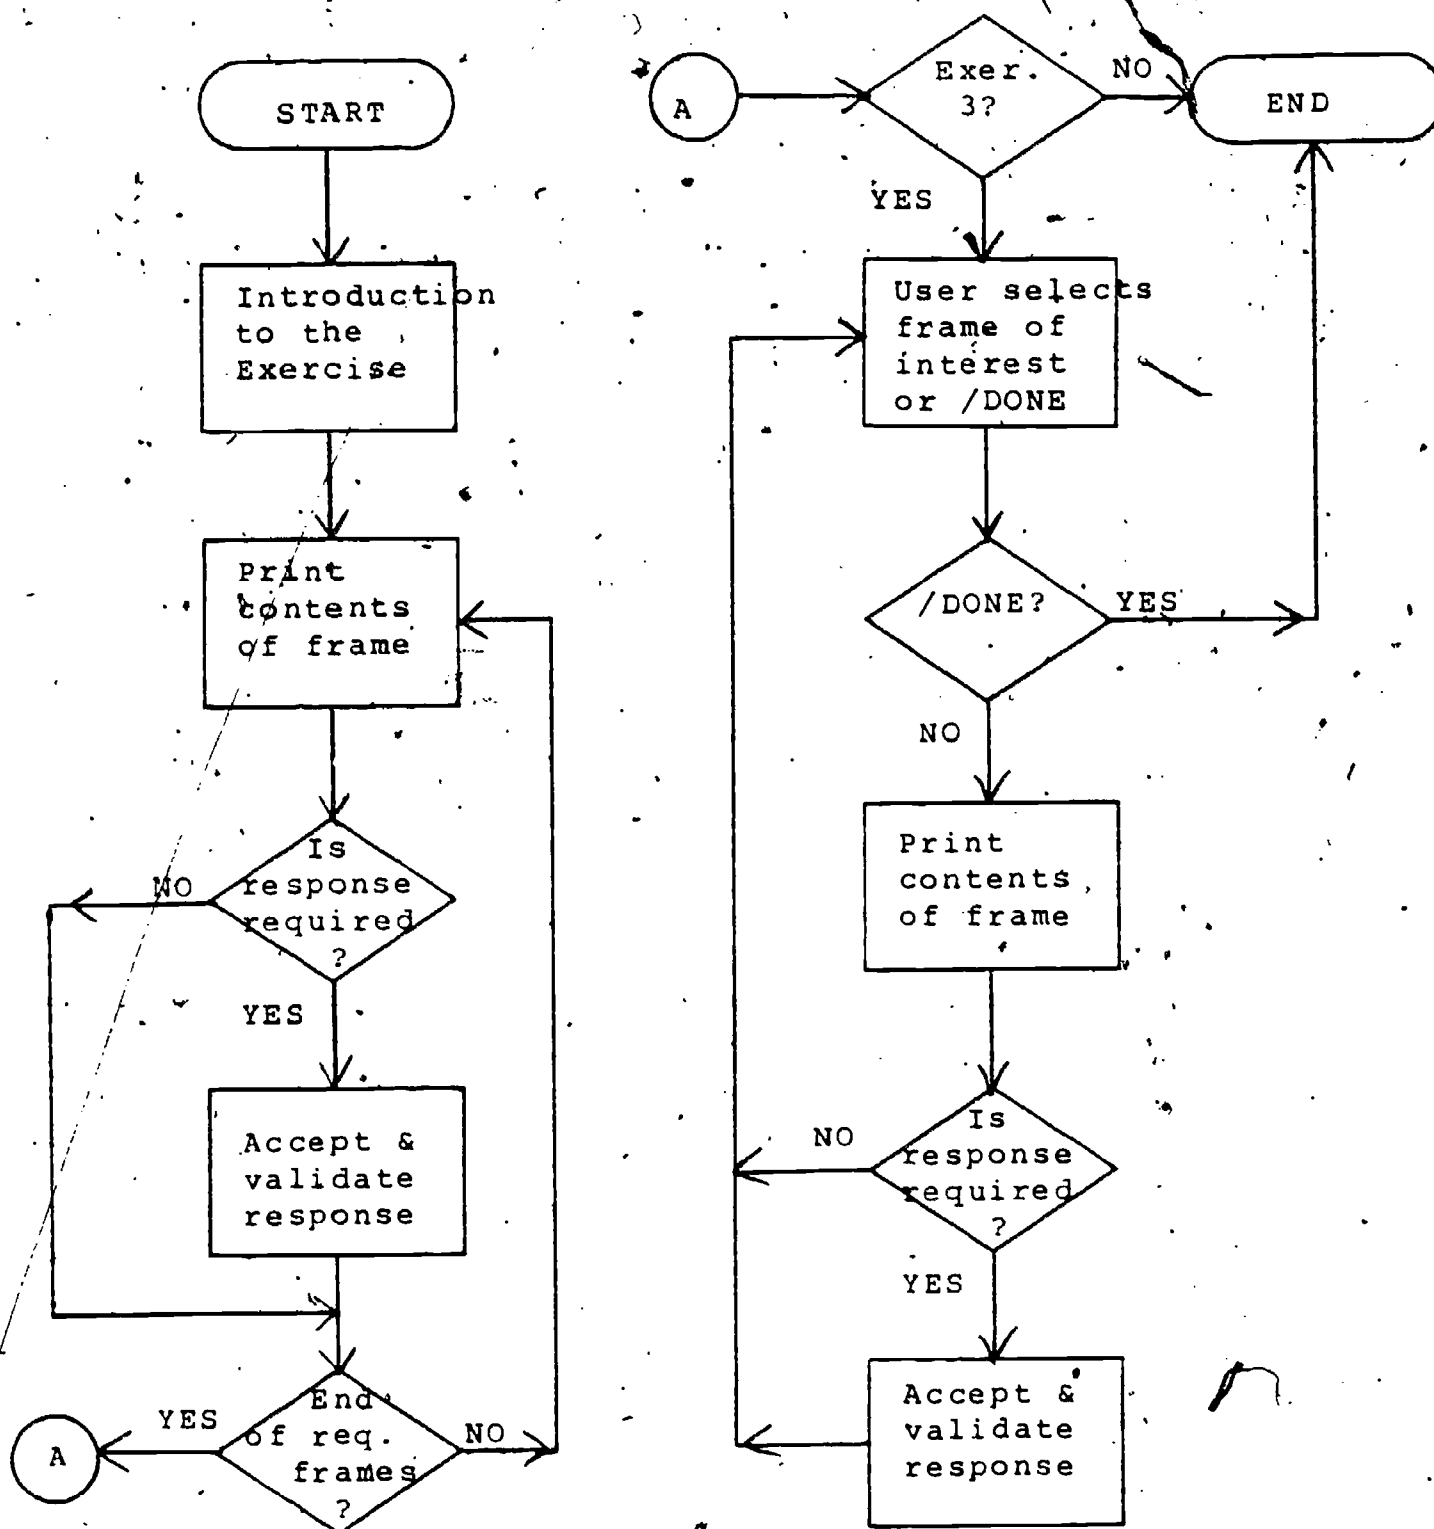 START
Introduction
to the
Exercise
Print
contents
of frame
Is
response
required
?
NO
YES
Accept &
validate
response
End
of req.
frames
?
YES
NO
A
A
Exer.
3?
NO
END
YES
User selects
frame of
interest
or /DONE
/DONE?
YES
NO
Print
contents
of frame
Is
response
required
?
NO
YES
Accept &
validate
response